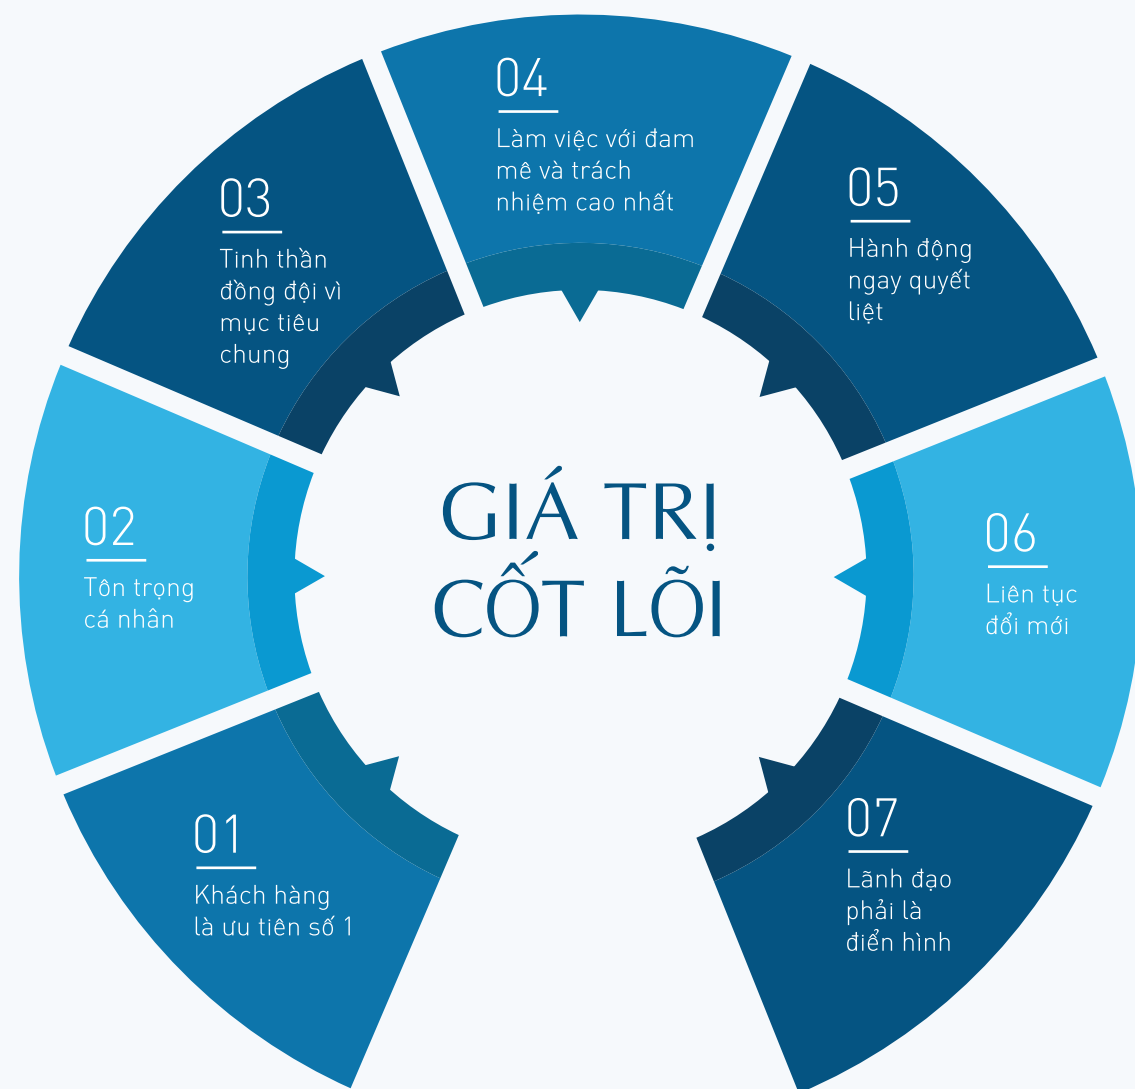 GIÁ TRỊ
CỐT LÕI
01
Khách hàng
là ưu tiên số 1
02
Tôn trọng
cá nhân
03
Tinh thần
đồng đội vì
mục tiêu
chung
04
Làm việc với đam
mê và trách
nhiệm cao nhất
05
Hành động
ngay quyết
liệt
06
Liên tục
đổi mới
07
Lãnh đạo
phải là
điển hình